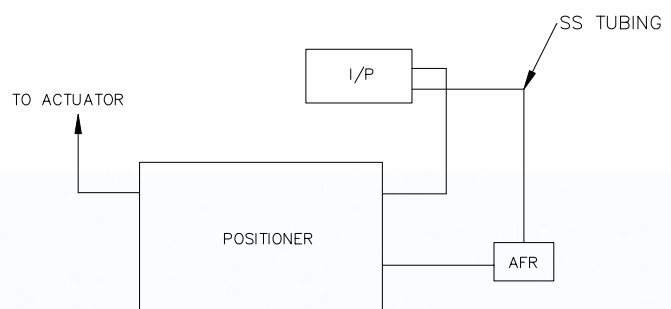 SS TUBING
I/P
TO ACTUATOR
POSITIONER
AFR